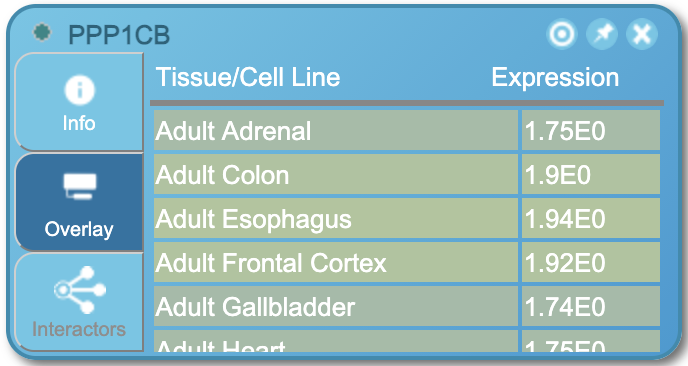 PPP1CB
Tissue/Cell Line Expression
Info
Adult Adrenal 1.75E0
Adult Colon 1.9E0
Overlay
Adult Esophagus 1.94E0
Adult Frontal Cortex 1.92E0
Interactors
Adult Gallbladder 1.74E0
Adult Heart 1.75E0